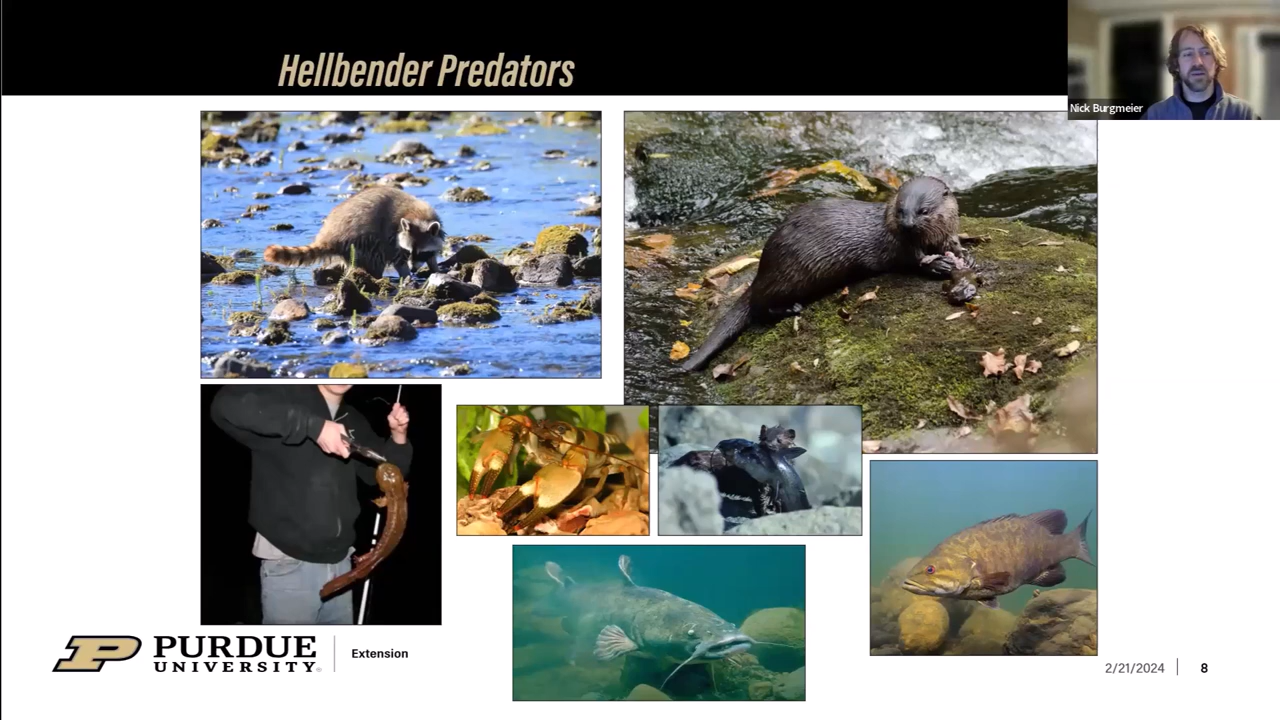 Hellbender Predators
Nick Burgmeier
PURDUE
UNIVERSITY
Extension
2/21/2024
8